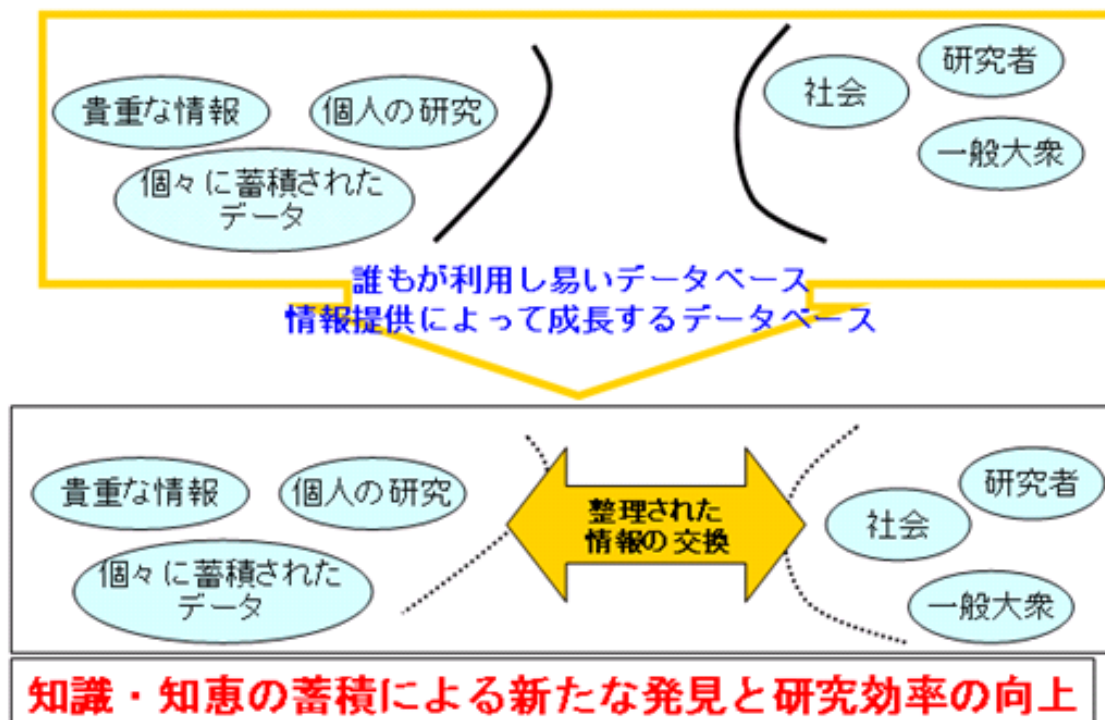 研究者
社会
貴重な情報
個人の研究
一般大衆
個々に蓄積された
データ
誰もが利用し易いデータベース
情報提供によって成長するデータベース
貴重な情報
個人の研究
整理された
情報の交換
研究者
社会
個々に蓄積された
データ
一般大衆
知識・知恵の蓄積による新たな発見と研究効率の向上